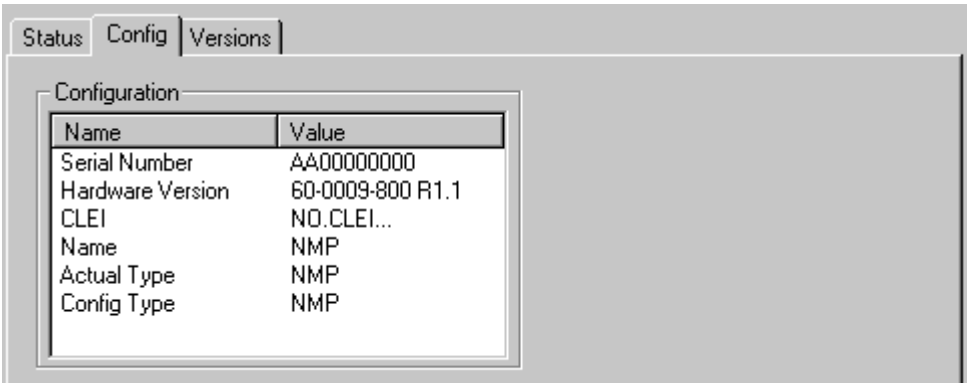 Status Config Versions
Configuration
Name Value
Serial Number AA00000000
Hardware Version 60-0009-800 R1.1
CLEI NO.CLEI...
Name NMP
Actual Type NMP
Config Type NMP